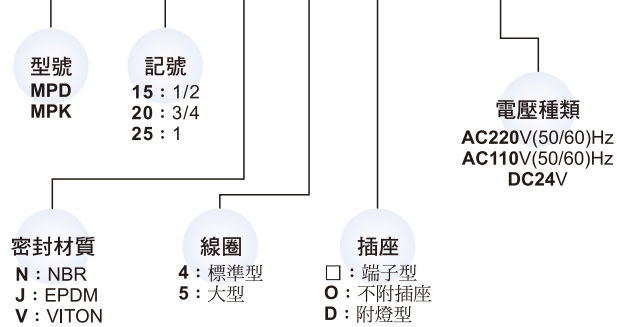 型號
MPD
MPK
記號
15：1/2
20：3/4
25：1
電壓種類
AC220V(50/60)Hz
AC110V(50/60)Hz
DC24V
密封材質
N：NBR
J：EPDM
V：VITON
線圈
4：標準型
5：大型
插座
□：端子型
O：不附插座
D：附燈型